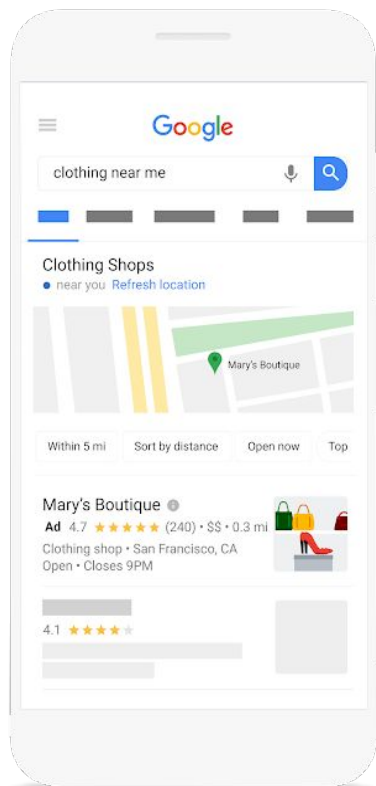 Google
clothing near me
Clothing Shops
near you Refresh location
Mary's Boutique
Within 5 mi Sort by distance Open now Top
Mary's Boutique
Ad 4.7 ★★★★★ (240) • $$ • 0.3 mi
Clothing shop • San Francisco, CA
Open • Closes 9PM
4.1 ★★★★★